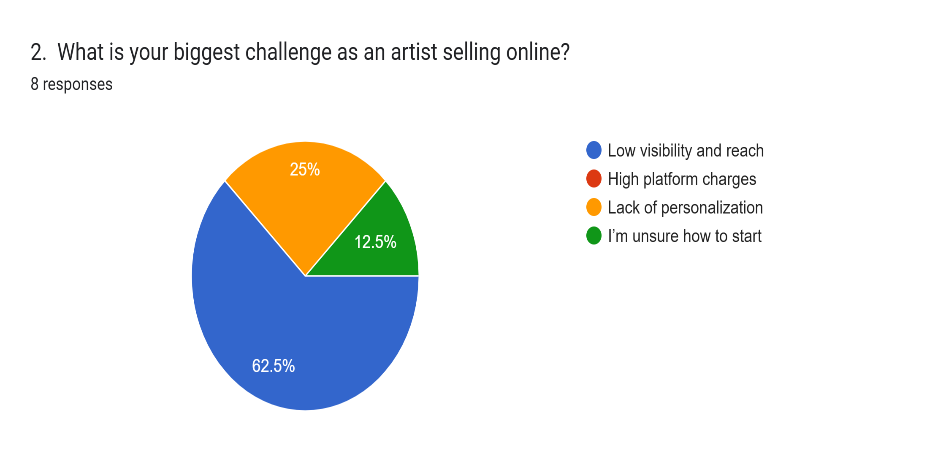 2. What is your biggest challenge as an artist selling online?
8 responses
25%
12.5%
62.5%
Low visibility and reach
High platform charges
Lack of personalization
I'm unsure how to start